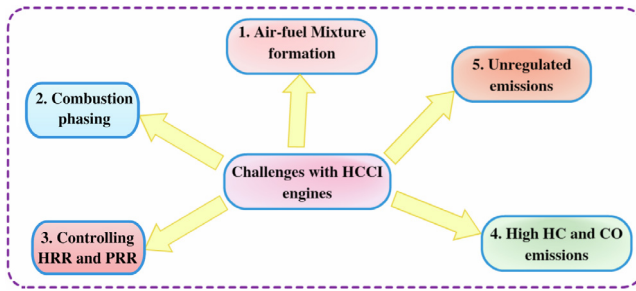 1. Air-fuel Mixture
formation
2. Combustion
phasing
3. Controlling
HRR and PRR
4. High HC and CO
emissions
5. Unregulated
emissions
Challenges with HCCI
engines